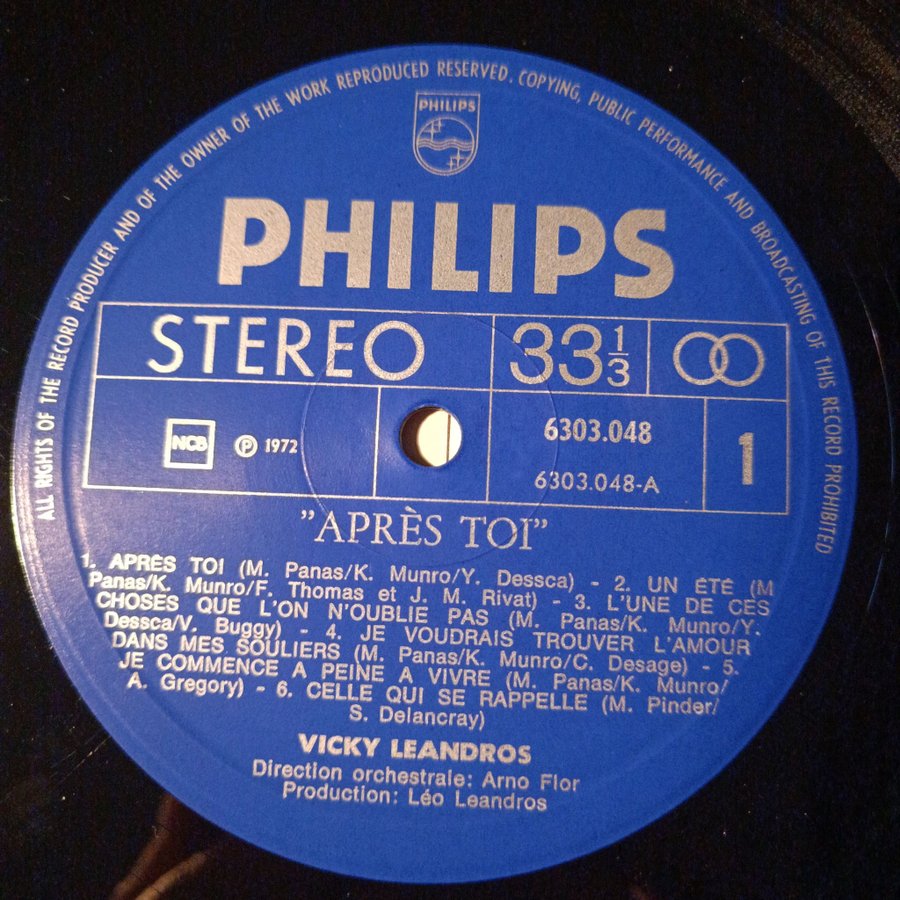 ALL RIGHTS OF THE RECORD PRODUCER AND OF THE OWNER OF THE WORK REPRODUCED RESERVED. COPYING, PUBLIC PERFORMANCE AND BROADCASTING OF THIS RECORD PROHIBITED
PHILIPS
PHILIPS
STEREO 33 1/3
NCB ℗ 1972 6303.048 1
6303.048-A
"APRÈS TOI"
1. APRÈS TOI (M. Panas/K. Munro/Y. Dessca) - 2. UN ÉTÉ (M
Panas/K. Munro/F. Thomas et J. M. Rivat) - 3. L'UNE DE CES
CHOSES QUE L'ON N'OUBLIE PAS (M. Panas/K. Munro/Y.
Dessca/V. Buggy) - 4. JE VOUDRAIS TROUVER L'AMOUR
DANS MES SOULIERS (M. Panas/K. Munro/C. Desage) - 5.
JE COMMENCE A PEINE A VIVRE (M. Panas/K. Munro/
A. Gregory) - 6. CELLE QUI SE RAPPELLE (M. Pinder/
S. Delancray)
VICKY LEANDROS
Direction orchestrale: Arno Flor
Production: Léo Leandros